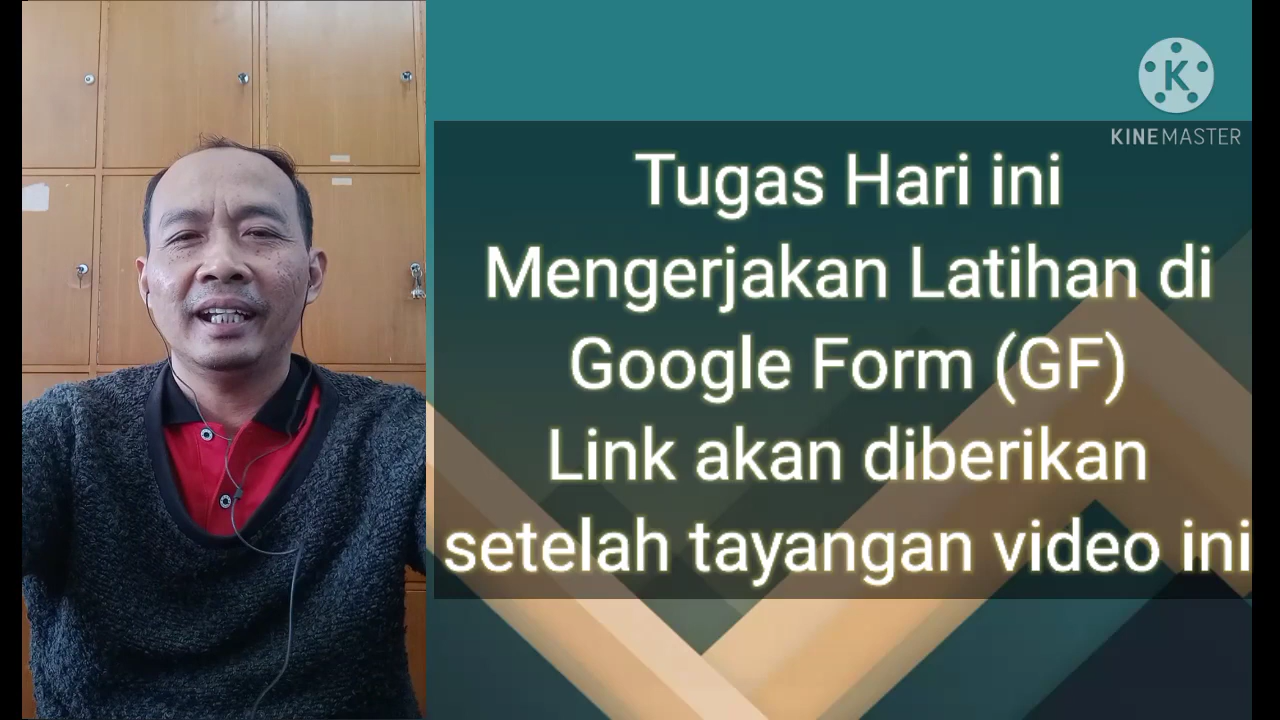 K
KINEMASTER
Tugas Hari ini
Mengerjakan Latihan di
Google Form (GF)
Link akan diberikan
setelah tayangan video ini